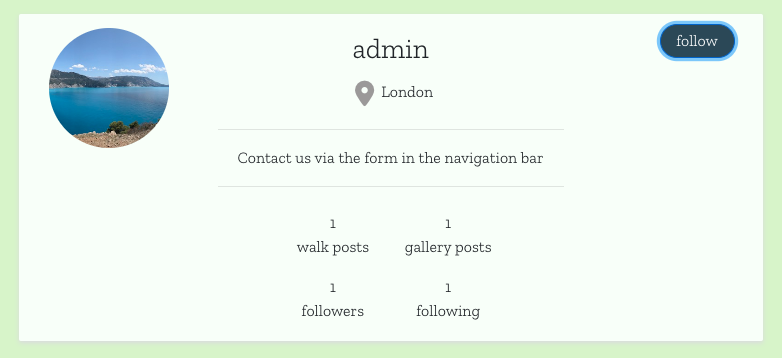 admin
follow
London
Contact us via the form in the navigation bar
1
walk posts
1
gallery posts
1
followers
1
following